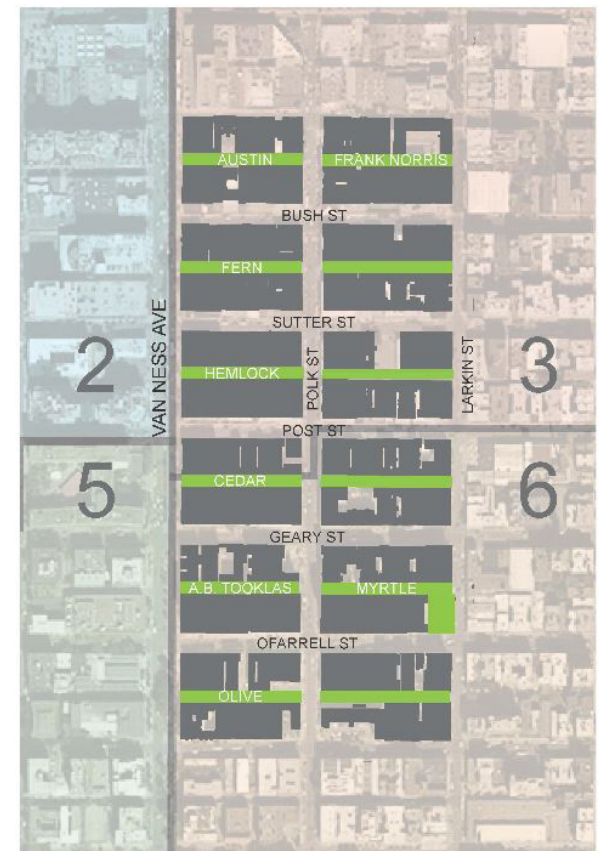 AUSTIN
FRANK NORRIS
BUSH ST
FERN
SUTTER ST
VAN NESS AVE
2
HEMLOCK
POLK ST
LARKIN ST
3
POST ST
5
CEDAR
6
GEARY ST
A.B. TOOKLAS
MYRTLE
OFARRELL ST
OLIVE